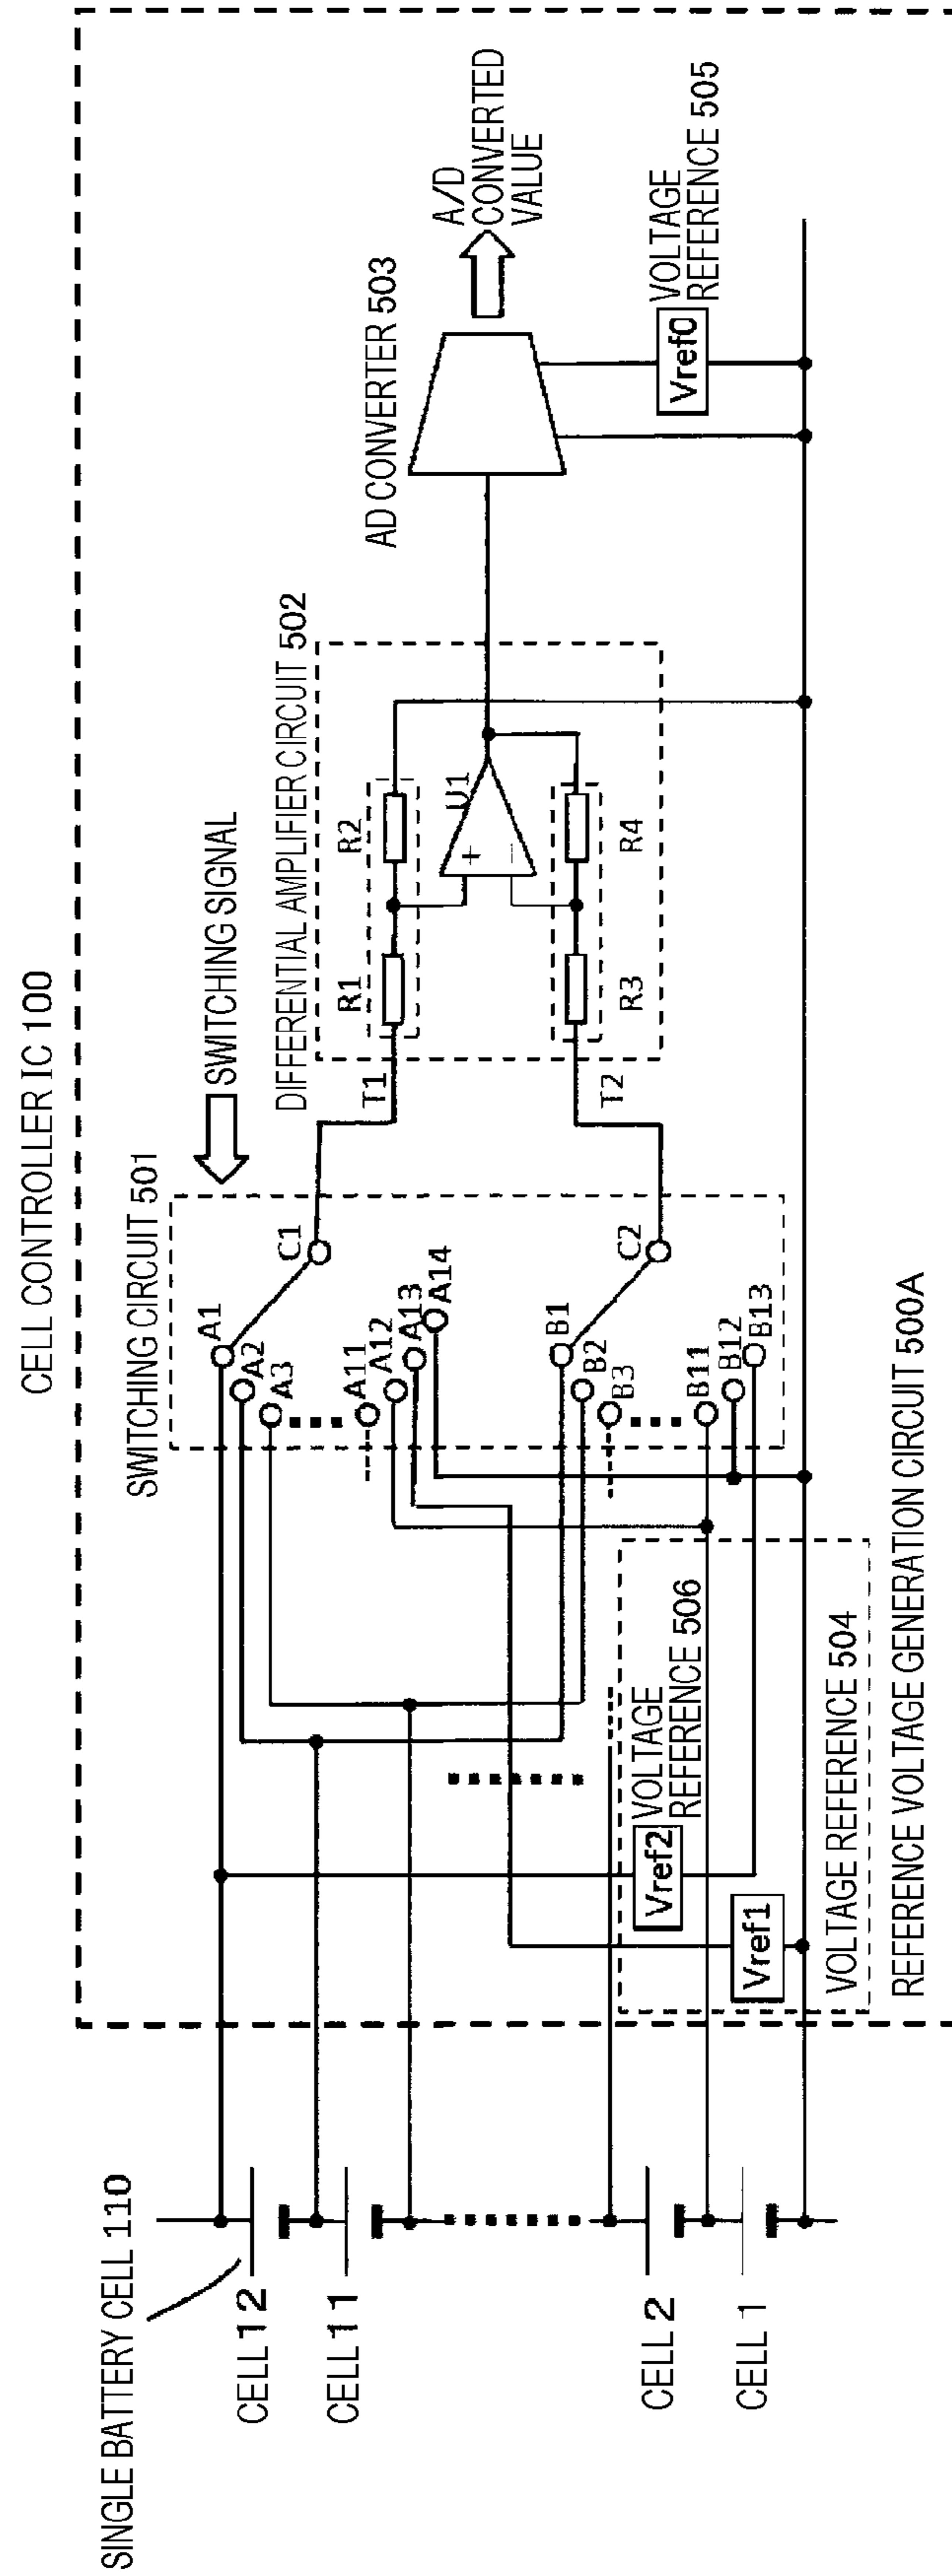 CELL CONTROLLER IC 100
SWITCHING CIRCUIT 501
SWITCHING SIGNAL
DIFFERENTIAL AMPLIFIER CIRCUIT 502
AD CONVERTER 503
A/D
CONVERTED
VALUE
VOLTAGE
REFERENCE 505
Vref0
SINGLE BATTERY CELL 110
CELL 12
CELL 11
CELL 2
CELL 1
A1
A2
A3
A11
A12
A13
A14
C1
B1
B2
B3
B11
B12
B13
C2
T1
T2
R1
R2
R3
R4
U1
+
−
VOLTAGE
REFERENCE 506
Vref2
Vref1
VOLTAGE REFERENCE 504
REFERENCE VOLTAGE GENERATION CIRCUIT 500A